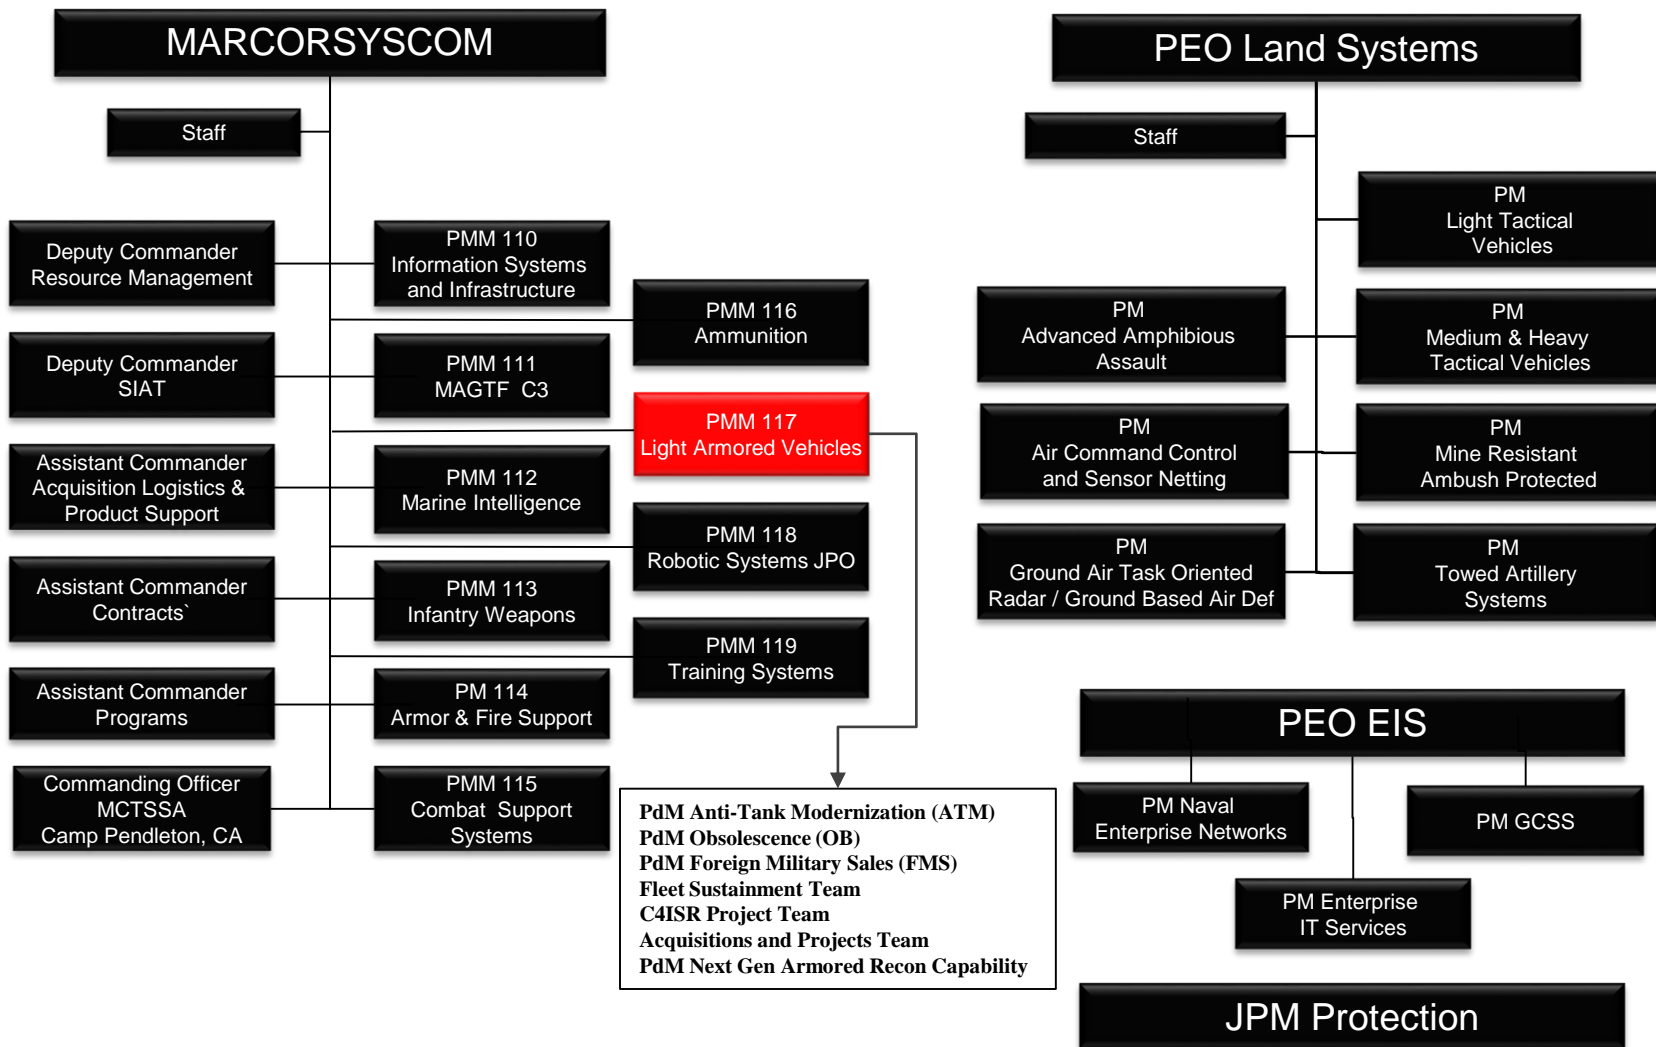 MARCORSYSCOM
Staff
Deputy Commander
Resource Management
Deputy Commander
SIAT
Assistant Commander
Acquisition Logistics &
Product Support
Assistant Commander
Contracts`
Assistant Commander
Programs
Commanding Officer
MCTSSA
Camp Pendleton, CA
PMM 110
Information Systems
and Infrastructure
PMM 111
MAGTF C3
PMM 112
Marine Intelligence
PMM 113
Infantry Weapons
PM 114
Armor & Fire Support
PMM 115
Combat Support
Systems
PMM 116
Ammunition
PMM 117
Light Armored Vehicles
PMM 118
Robotic Systems JPO
PMM 119
Training Systems
PdM Anti-Tank Modernization (ATM)
PdM Obsolescence (OB)
PdM Foreign Military Sales (FMS)
Fleet Sustainment Team
C4ISR Project Team
Acquisitions and Projects Team
PdM Next Gen Armored Recon Capability
PEO Land Systems
Staff
PM
Light Tactical
Vehicles
PM
Advanced Amphibious
Assault
PM
Medium & Heavy
Tactical Vehicles
PM
Air Command Control
and Sensor Netting
PM
Mine Resistant
Ambush Protected
PM
Ground Air Task Oriented
Radar / Ground Based Air Def
PM
Towed Artillery
Systems
PEO EIS
PM Naval
Enterprise Networks
PM GCSS
PM Enterprise
IT Services
JPM Protection